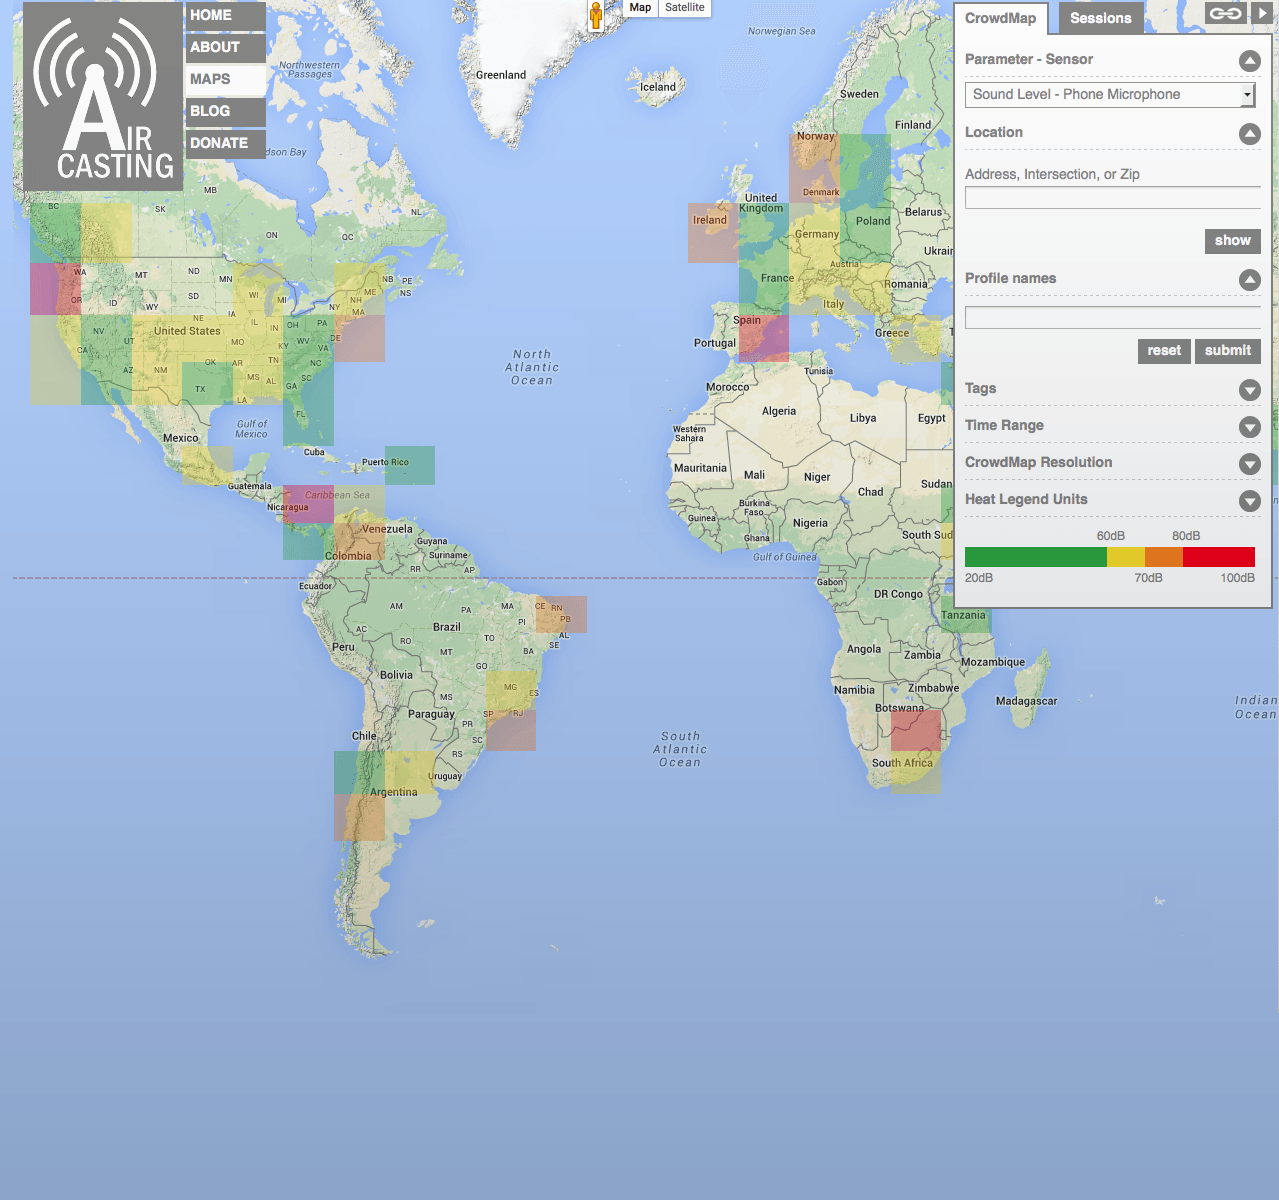 AIR
CASTING
HOME
ABOUT
MAPS
BLOG
DONATE
Map
Satellite
CrowdMap
Sessions
Parameter - Sensor
Sound Level - Phone Microphone
Location
Address, Intersection, or Zip
show
Profile names
reset
submit
Tags
Time Range
CrowdMap Resolution
Heat Legend Units
60dB
80dB
20dB
70dB
100dB
Norwegian Sea
Northwestern
Passages
Greenland
Iceland
Sweden
Finland
Norway
dson Bay
MB
BC
SK
ON
QC
NL
Denmark
United
Kingdom
Ireland
Belarus
Poland
Germany
Ukrain
Austria
France
Romania
Italy
WA
MT
ND
MN
OR
ID
WY
SD
WI
MI
NB
PE
NS
ME
NH
NY
MA
NE
IA
NV
UT
United States
IL
IN
OH
PA
DE
CA
MO
KY
WV
VA
AZ
NM
OK
AR
TN
NC
TX
MS
AL
SC
GA
LA
FL
Spain
Portugal
Greece
T
North
Atlantic
Ocean
Tunisia
Morocco
Algeria
Libya
Egypt
Western
Sahara
Gulf of
Mexico
Mexico
Cuba
Puerto Rico
Mauritania
Mali
Niger
Chad
Sudan
Guatemala
Caribbean Sea
Nicaragua
Burkina
Faso
Guinea
Nigeria
Ghana
South Sud
Gulf of Guinea
Venezuela
Guyana
Suriname
Colombia
RR
AP
Ecuador
Gabon
DR Congo
Tanzania
AM
PA
MA
CE
RN
PB
PI
AL
SE
AC
RO
Brazil
TO
BA
MT
Peru
GO
Bolivia
MS
MG
ES
Angola
Zambia
Mozambique
Namibia
Zimbabwe
Madagascar
Botswana
Indian
Ocean
Paraguay
SP
RJ
PR
SC
Chile
RS
South
Atlantic
Ocean
South Africa
Uruguay
Argentina
n